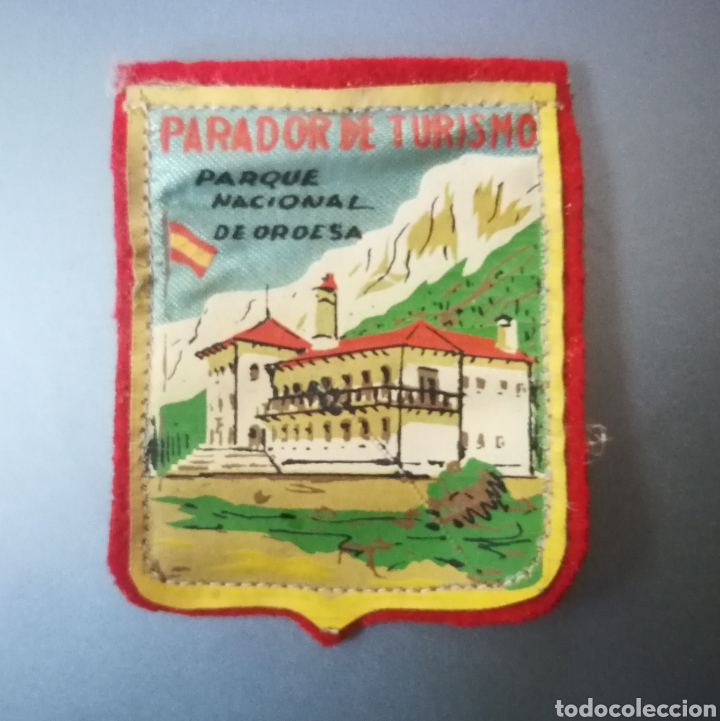 PARADOR DE TURISMO
PARQUE
NACIONAL
DE ORDESA
todocoleccion